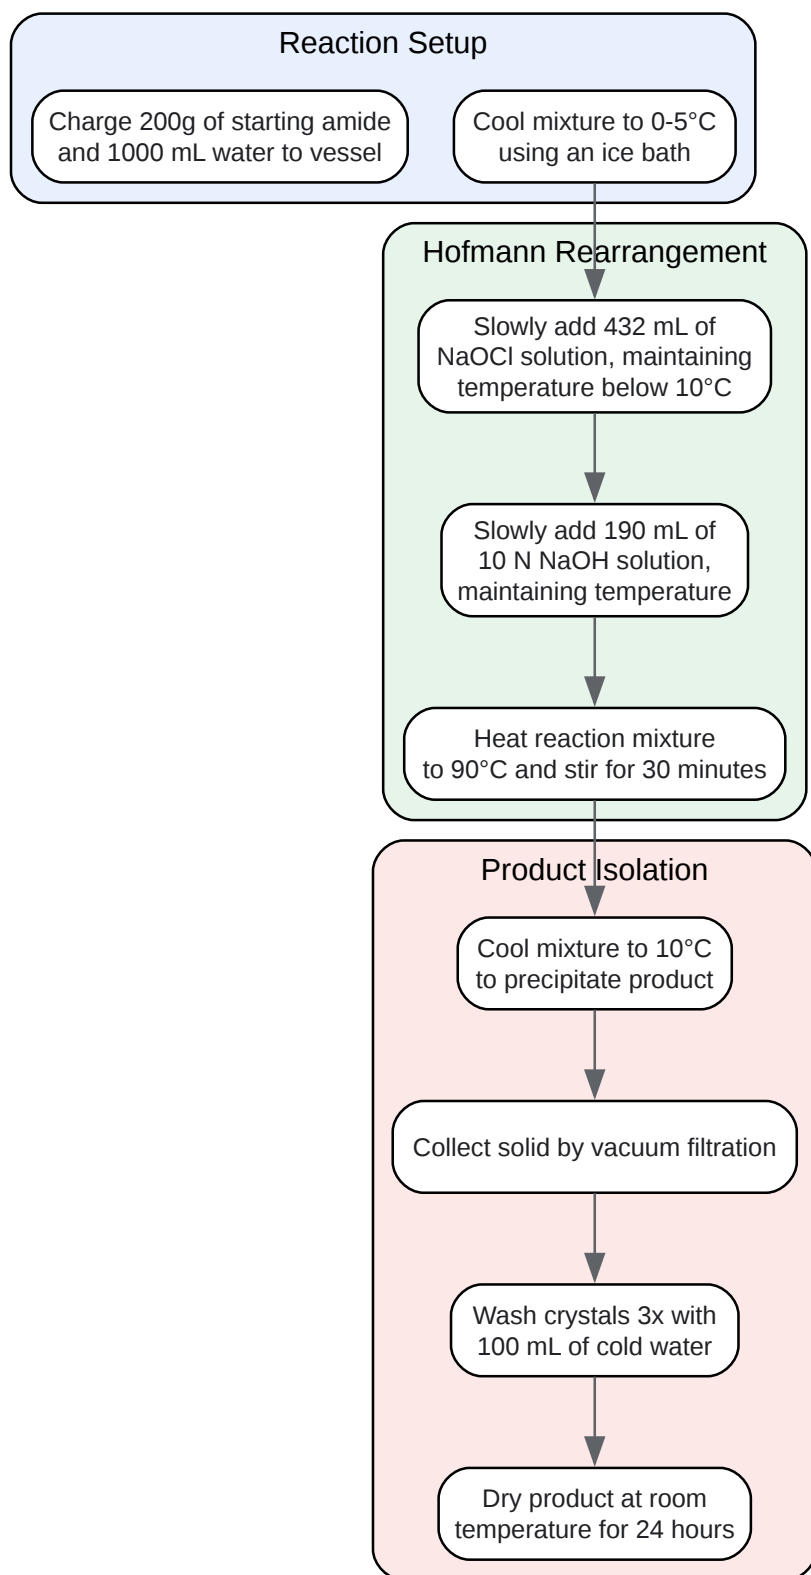 Reaction Setup
Charge 200g of starting amide
and 1000 mL water to vessel
Cool mixture to 0-5°C
using an ice bath
Hofmann Rearrangement
Slowly add 432 mL of
NaOCl solution, maintaining
temperature below 10°C
Slowly add 190 mL of
10 N NaOH solution,
maintaining temperature
Heat reaction mixture
to 90°C and stir for 30 minutes
Product Isolation
Cool mixture to 10°C
to precipitate product
Collect solid by vacuum filtration
Wash crystals 3x with
100 mL of cold water
Dry product at room
temperature for 24 hours